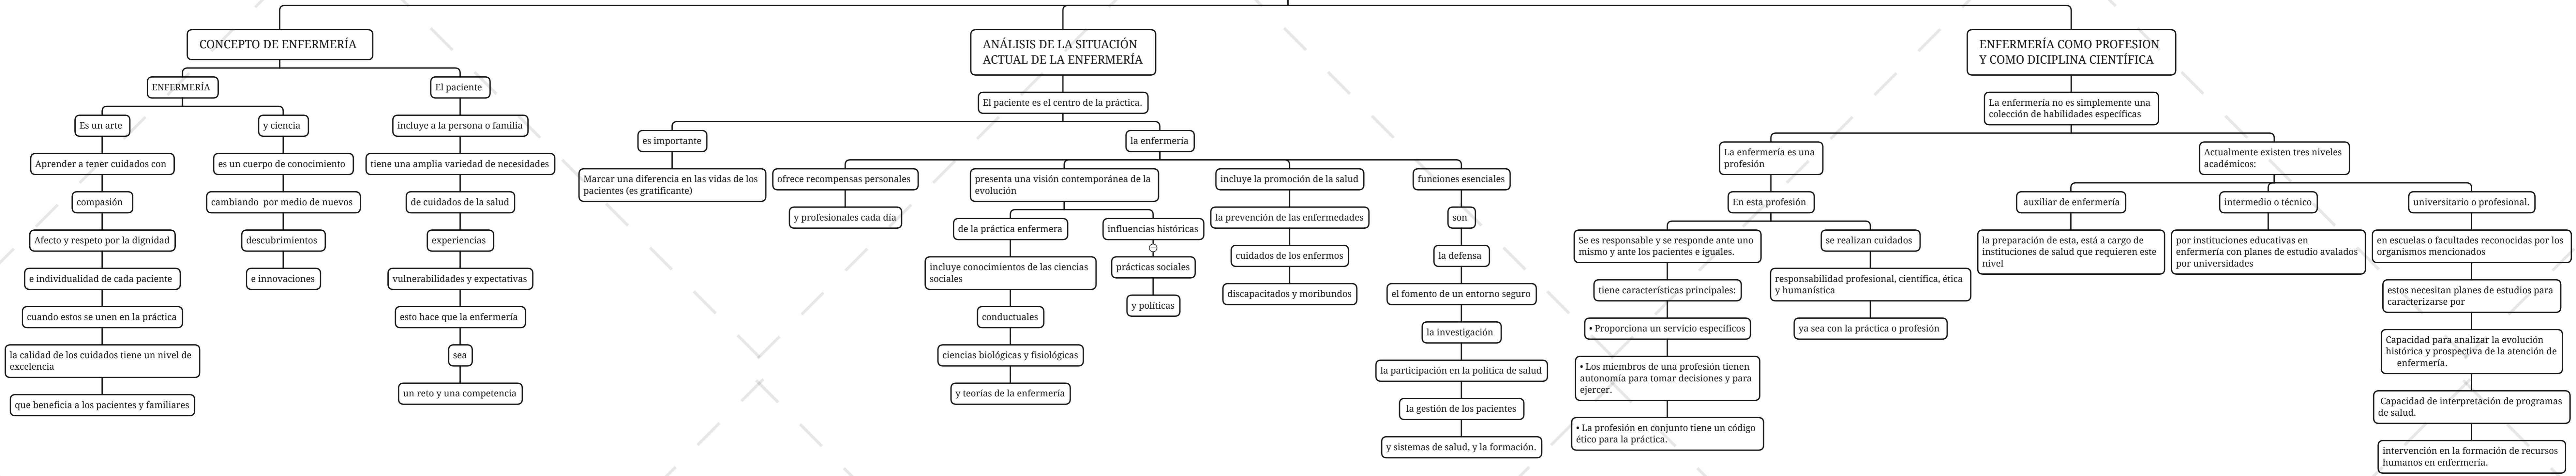 CONCEPTO DE ENFERMERÍA
ENFERMERÍA
Es un arte
Aprender a tener cuidados con
compasión
Afecto y respeto por la dignidad
e individualidad de cada paciente
cuando estos se unen en la práctica
la calidad de los cuidados tiene un nivel de
excelencia
que beneficia a los pacientes y familiares
y ciencia
es un cuerpo de conocimiento
cambiando por medio de nuevos
descubrimientos
e innovaciones
El paciente
incluye a la persona o familia
tiene una amplia variedad de necesidades
de cuidados de la salud
experiencias
vulnerabilidades y expectativas
esto hace que la enfermería
sea
un reto y una competencia
ANÁLISIS DE LA SITUACIÓN
ACTUAL DE LA ENFERMERÍA
El paciente es el centro de la práctica.
es importante
Marcar una diferencia en las vidas de los
pacientes (es gratificante)
la enfermería
ofrece recompensas personales
y profesionales cada día
presenta una visión contemporánea de la
evolución
de la práctica enfermera
incluye conocimientos de las ciencias
sociales
conductuales
ciencias biológicas y fisiológicas
y teorías de la enfermería
influencias históricas
prácticas sociales
y políticas
incluye la promoción de la salud
la prevención de las enfermedades
cuidados de los enfermos
discapacitados y moribundos
funciones esenciales
son
la defensa
el fomento de un entorno seguro
la investigación
la participación en la política de salud
la gestión de los pacientes
y sistemas de salud, y la formación.
ENFERMERÍA COMO PROFESION
Y COMO DICIPLINA CIENTÍFICA
La enfermería no es simplemente una
colección de habilidades específicas
La enfermería es una
profesión
En esta profesión
Se es responsable y se responde ante uno
mismo y ante los pacientes e iguales.
tiene características principales:
• Proporciona un servicio específicos
• Los miembros de una profesión tienen
autonomía para tomar decisiones y para
ejercer.
• La profesión en conjunto tiene un código
ético para la práctica.
se realizan cuidados
responsabilidad profesional, científica, ética
y humanística
ya sea con la práctica o profesión
Actualmente existen tres niveles
académicos:
auxiliar de enfermería
la preparación de esta, está a cargo de
instituciones de salud que requieren este
nivel
intermedio o técnico
por instituciones educativas en
enfermería con planes de estudio avalados
por universidades
universitario o profesional.
en escuelas o facultades reconocidas por los
organismos mencionados
estos necesitan planes de estudios para
caracterizarse por
Capacidad para analizar la evolución
histórica y prospectiva de la atención de
enfermería.
Capacidad de interpretación de programas
de salud.
intervención en la formación de recursos
humanos en enfermería.